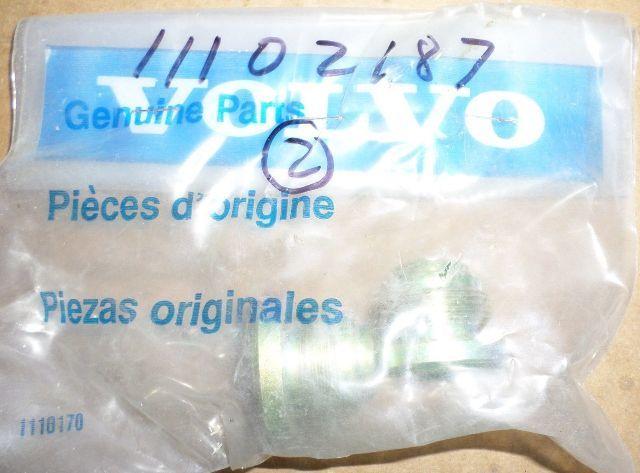 11102187
VOLVO
Genuine Parts
2
Pièces d'origine
Piezas originales
1110170